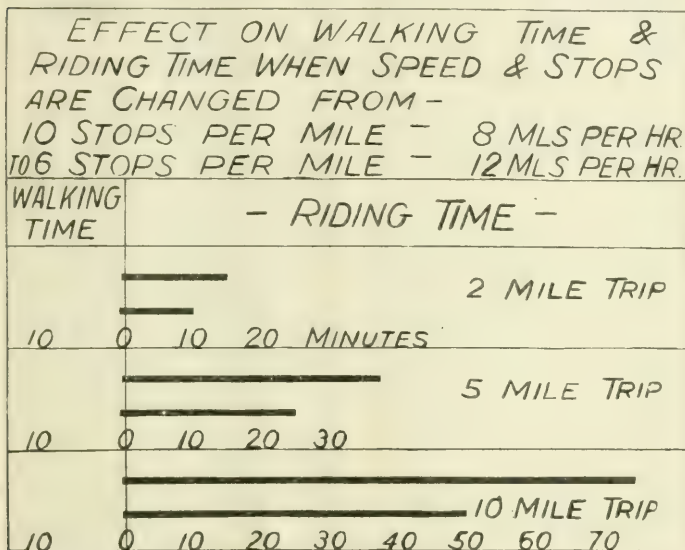 EFFECT ON WALKING TIME &
RIDING TIME WHEN SPEED & STOPS
ARE CHANGED FROM -
10 STOPS PER MILE - 8 MLS PER HR.
TO 6 STOPS PER MILE - 12 MLS PER HR.
WALKING TIME
- RIDING TIME -
2 MILE TRIP
10 0 10 20 MINUTES
5 MILE TRIP
10 0 10 20 30
10 MILE TRIP
10 0 10 20 30 40 50 60 70